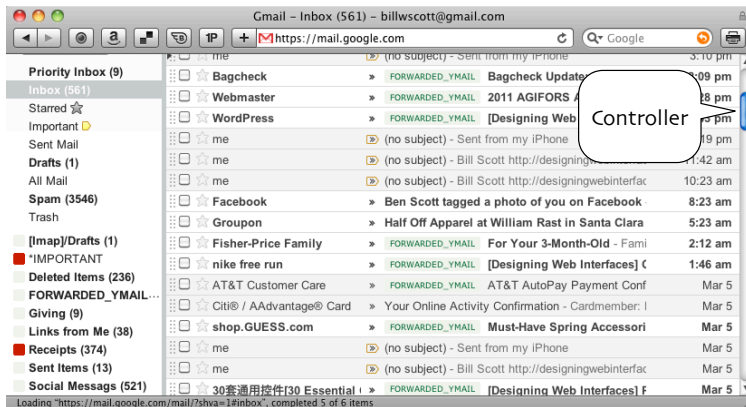 Gmail – Inbox (561) – billwscott@gmail.com
a 1P + M https://mail.google.com Google
Priority Inbox (9)
Inbox (561)
Starred
Important
Sent Mail
Drafts (1)
All Mail
Spam (3546)
Trash
[Imap]/Drafts (1)
*IMPORTANT
Deleted Items (236)
FORWARDED_YMAIL...
Giving (9)
Links from Me (38)
Receipts (374)
Sent Items (13)
Social Messags (521)
me » (no subject) - Sent from my iPhone 3:10 pm
Bagcheck » FORWARDED_YMAIL Bagcheck Update :09 pm
Webmaster » FORWARDED_YMAIL 2011 AGIFORS A 28 pm
WordPress » FORWARDED_YMAIL [Designing Web pm
me » (no subject) - Sent from my iPhone 19 pm
me » (no subject) - Bill Scott http://designingwebinterfac 11:42 am
me » (no subject) - Bill Scott http://designingwebinterfac 10:23 am
Facebook » Ben Scott tagged a photo of you on Facebook 8:23 am
Groupon » Half Off Apparel at William Rast in Santa Clara 5:23 am
Fisher-Price Family » FORWARDED_YMAIL For Your 3-Month-Old - Fami 2:12 am
nike free run » FORWARDED_YMAIL [Designing Web Interfaces] 1:46 am
AT&T Customer Care » FORWARDED_YMAIL AT&T AutoPay Payment Conf Mar 5
Citi® / AAdvantage® Card » Your Online Activity Confirmation - Cardmember: Mar 5
shop.GUESS.com » FORWARDED_YMAIL Must-Have Spring Accessori Mar 5
me » (no subject) - Sent from my iPhone Mar 5
me » (no subject) - Bill Scott http://designingwebinterfac Mar 5
30套通用控件[30 Essential » FORWARDED_YMAIL [Designing Web Interfaces] Mar 5
Controller
Loading "https://mail.google.com/mail/?shva=1#inbox", completed 5 of 6 items